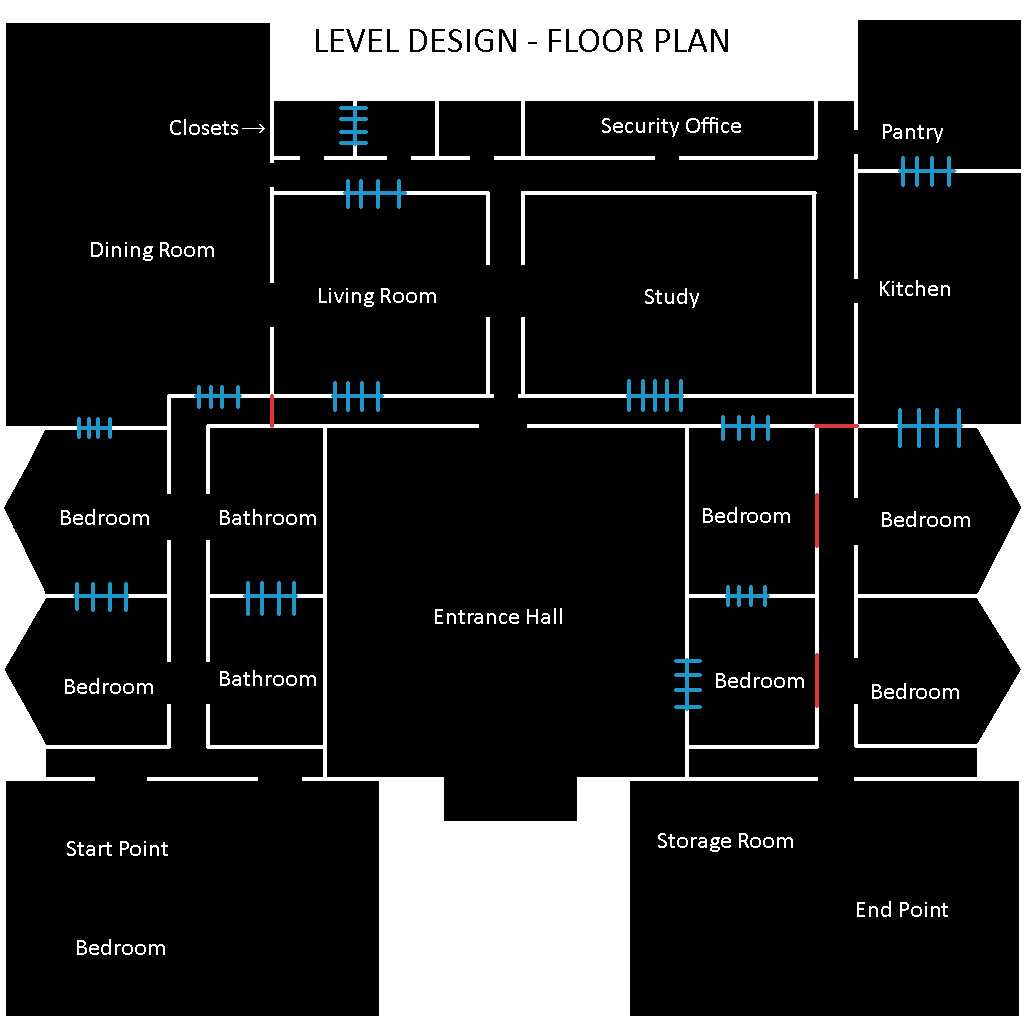 LEVEL DESIGN - FLOOR PLAN
Closets→
Security Office
Pantry
Dining Room
Living Room
Study
Kitchen
Bedroom
Bathroom
Bedroom
Bedroom
Entrance Hall
Bedroom
Bathroom
Bedroom
Bedroom
Start Point
Storage Room
End Point
Bedroom